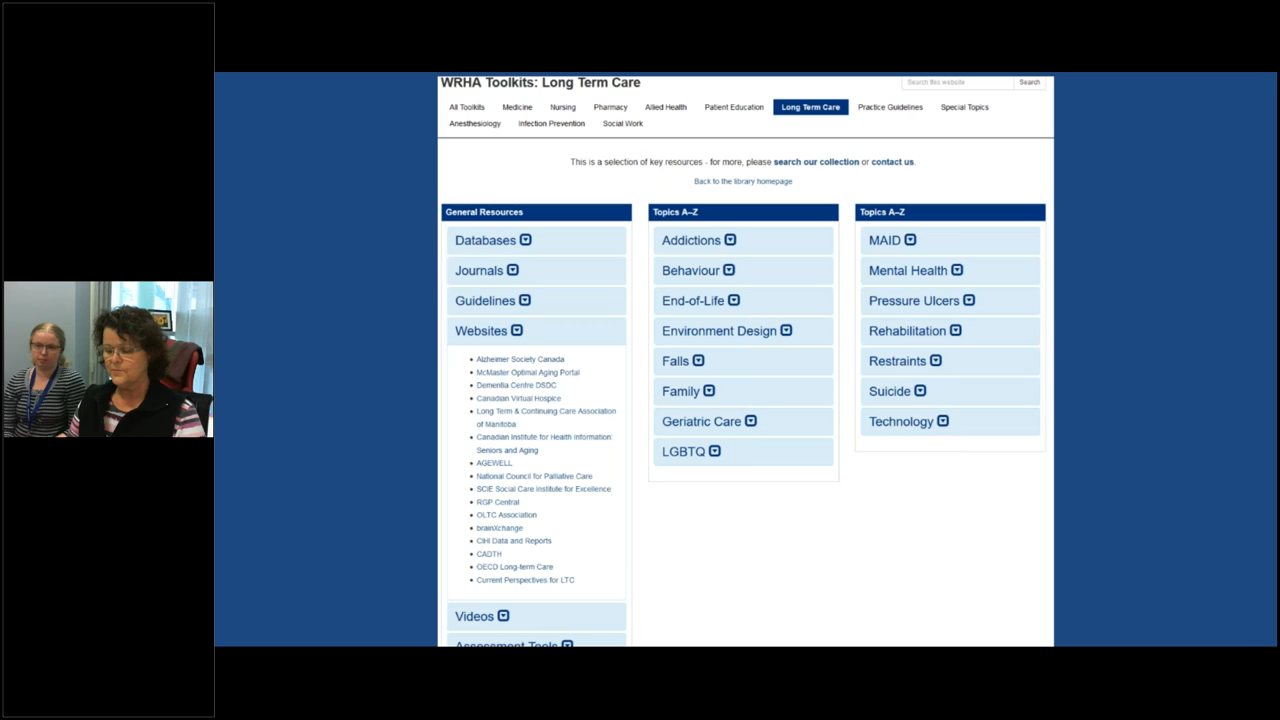 WRHA Toolkits: Long Term Care
Search this website
Search
All Toolkits Medicine Nursing Pharmacy Allied Health Patient Education Long Term Care Practice Guidelines Special Topics
Anesthesiology Infection Prevention Social Work
This is a selection of key resources - for more, please search our collection or contact us.
Back to the library homepage
General Resources
Databases
Journals
Guidelines
Websites
Alzheimer Society Canada
McMaster Optimal Aging Portal
Dementia Centre DSDC
Canadian Virtual Hospice
Long Term & Continuing Care Association
of Manitoba
Canadian Institute for Health Information:
Seniors and Aging
AGEWELL
National Council for Palliative Care
SCIE Social Care Institute for Excellence
RGP Central
OLTC Association
brainXchange
CIHI Data and Reports
CADTH
OECD Long-term Care
Current Perspectives for LTC
Videos
Assessment Tools
Topics A–Z
Addictions
Behaviour
End-of-Life
Environment Design
Falls
Family
Geriatric Care
LGBTQ
Topics A–Z
MAID
Mental Health
Pressure Ulcers
Rehabilitation
Restraints
Suicide
Technology